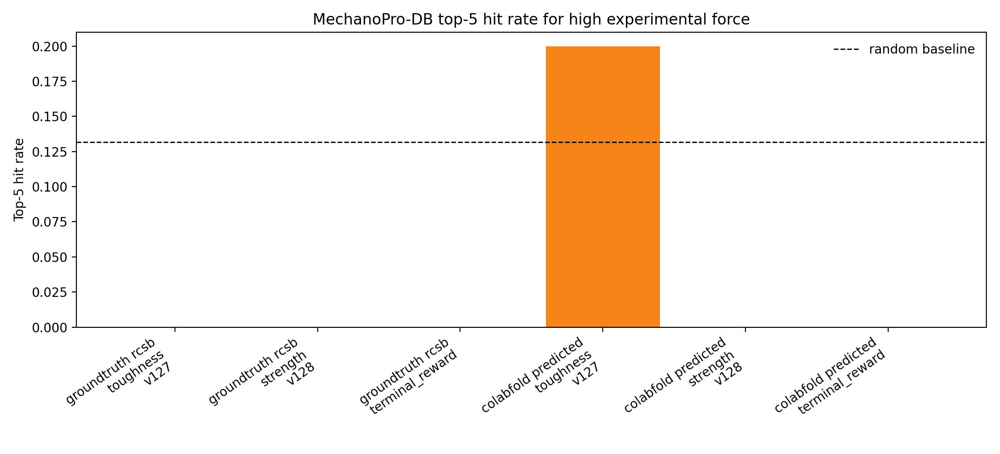 MechanoPro-DB top-5 hit rate for high experimental force
random baseline
Top-5 hit rate
0.200
0.175
0.150
0.125
0.100
0.075
0.050
0.025
0.000
groundtruth rcsb
toughness
v127
groundtruth rcsb
strength
v128
groundtruth rcsb
terminal_reward
colabfold predicted
toughness
v127
colabfold predicted
strength
v128
colabfold predicted
terminal_reward